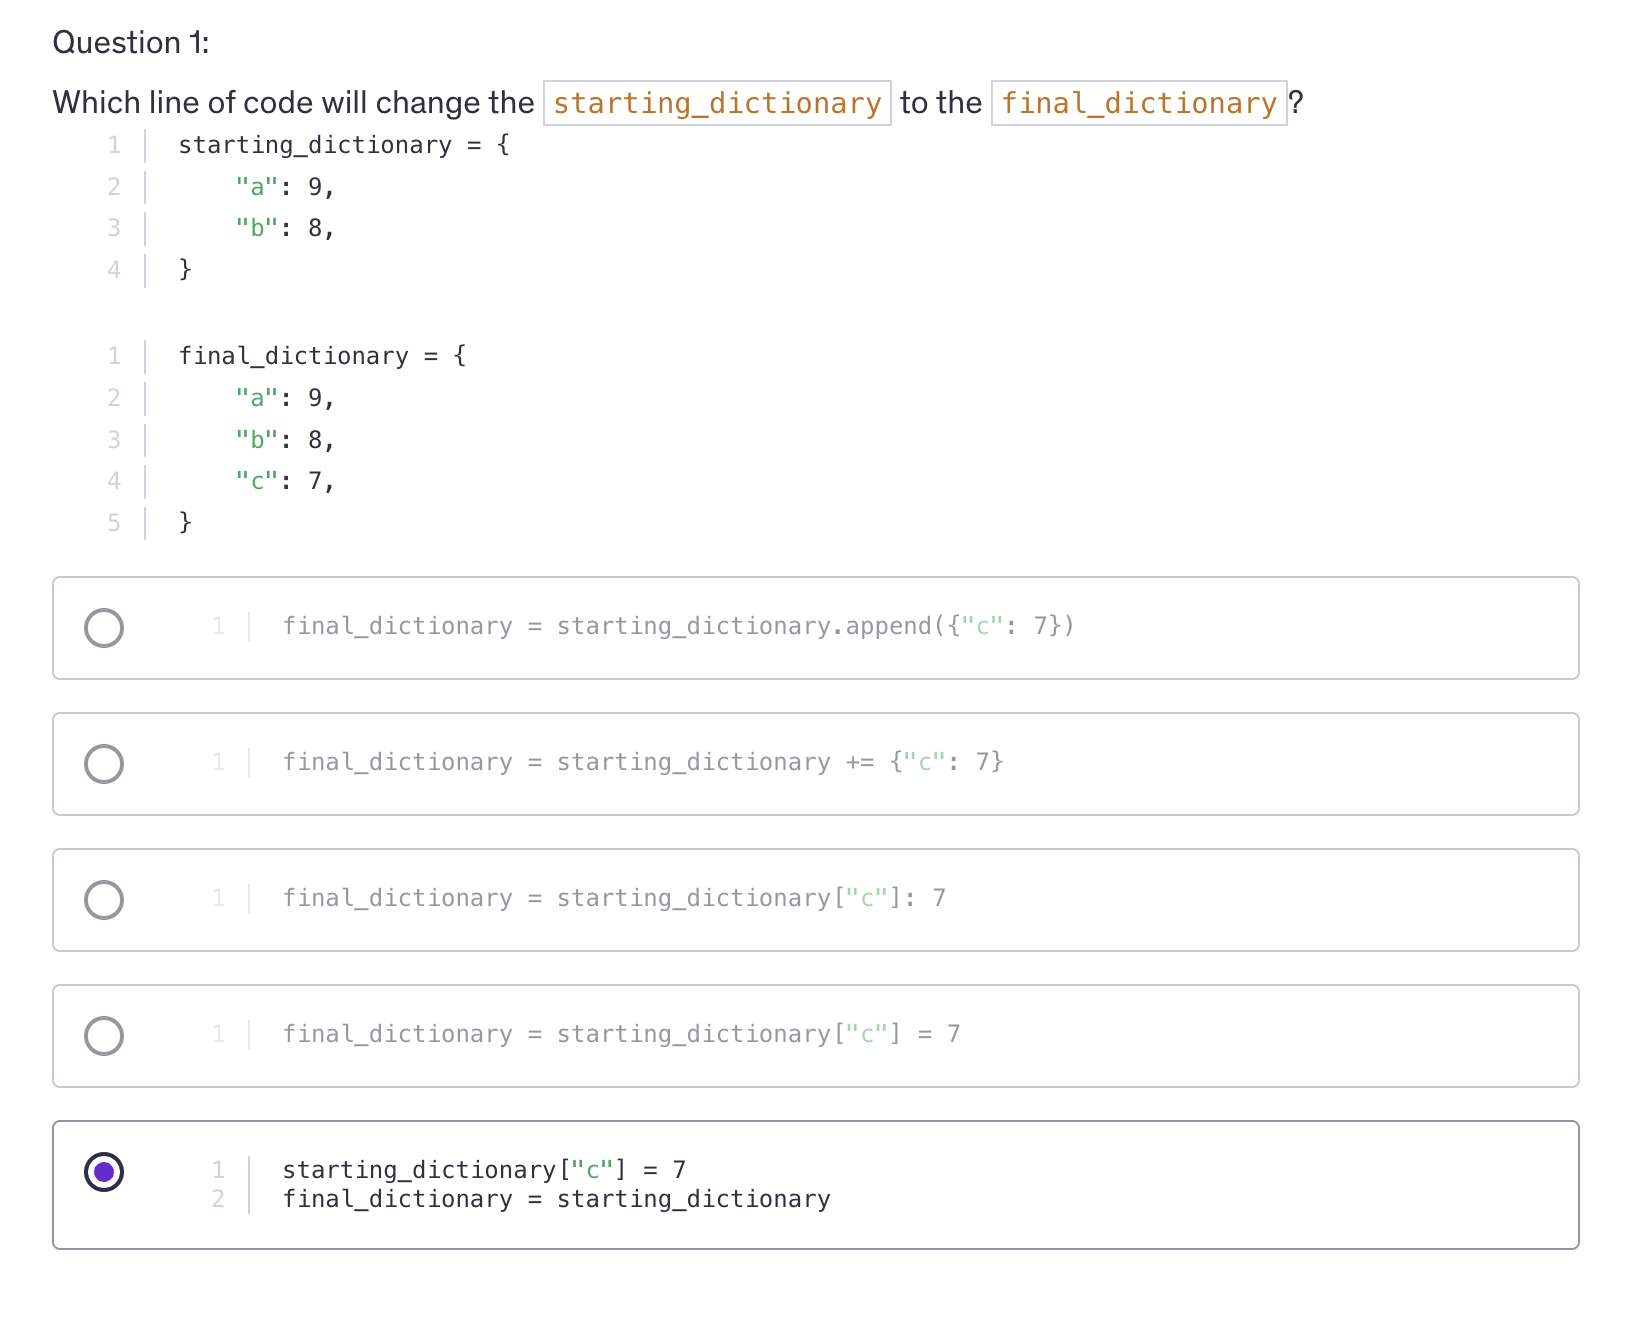 Question 1:
Which line of code will change the starting_dictionary to the final_dictionary?
1 starting_dictionary = {
2 "a": 9,
3 "b": 8,
4 }
1 final_dictionary = {
2 "a": 9,
3 "b": 8,
4 "c": 7,
5 }
1 final_dictionary = starting_dictionary.append({"c": 7})
1 final_dictionary = starting_dictionary += {"c": 7}
1 final_dictionary = starting_dictionary["c"]: 7
1 final_dictionary = starting_dictionary["c"] = 7
1 starting_dictionary["c"] = 7
2 final_dictionary = starting_dictionary